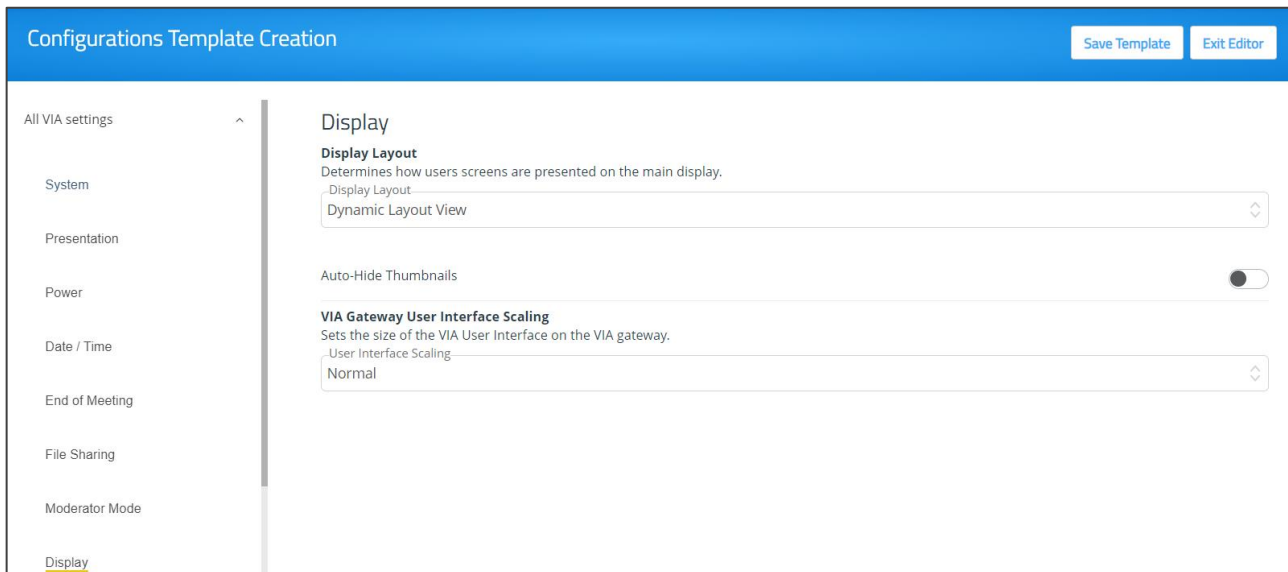 Configurations Template Creation
Save Template
Exit Editor
All VIA settings
System
Presentation
Power
Date / Time
End of Meeting
File Sharing
Moderator Mode
Display
Display
Display Layout
Determines how users screens are presented on the main display.
Display Layout
Dynamic Layout View
Auto-Hide Thumbnails
VIA Gateway User Interface Scaling
Sets the size of the VIA User Interface on the VIA gateway.
User Interface Scaling
Normal